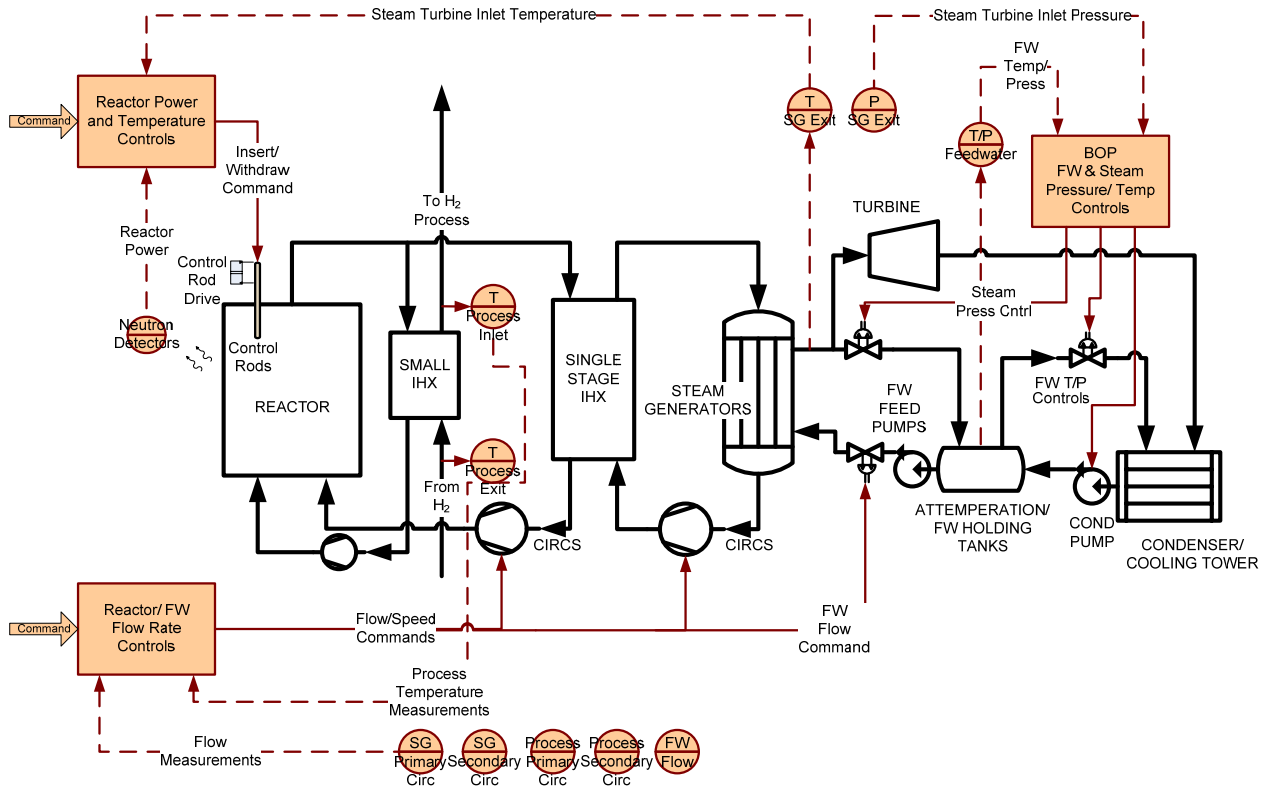 Steam Turbine Inlet Temperature
Steam Turbine Inlet Pressure
FW
Temp/
Press
Command
Reactor Power
and Temperature
Controls
T
SG Exit
P
SG Exit
T/P
Feedwater
BOP
FW & Steam
Pressure/ Temp
Controls
Insert/
Withdraw
Command
To H₂
Process
Reactor
Power
TURBINE
Control
Rod
Drive
Steam
Press Cntrl
T
Process
Inlet
Neutron
Detectors
Control
Rods
REACTOR
SMALL
IHX
SINGLE
STAGE
IHX
STEAM
GENERATORS
FW
FEED
PUMPS
FW T/P
Controls
T
Process
Exit
From
H₂
CIRCS
CIRCS
ATTEMPERATION/
FW HOLDING
TANKS
COND
PUMP
CONDENSER/
COOLING TOWER
Command
Reactor/ FW
Flow Rate
Controls
Flow/Speed
Commands
FW
Flow
Command
Process
Temperature
Measurements
Flow
Measurements
SG
Primary
Circ
SG
Secondary
Circ
Process
Primary
Circ
Process
Secondary
Circ
FW
Flow